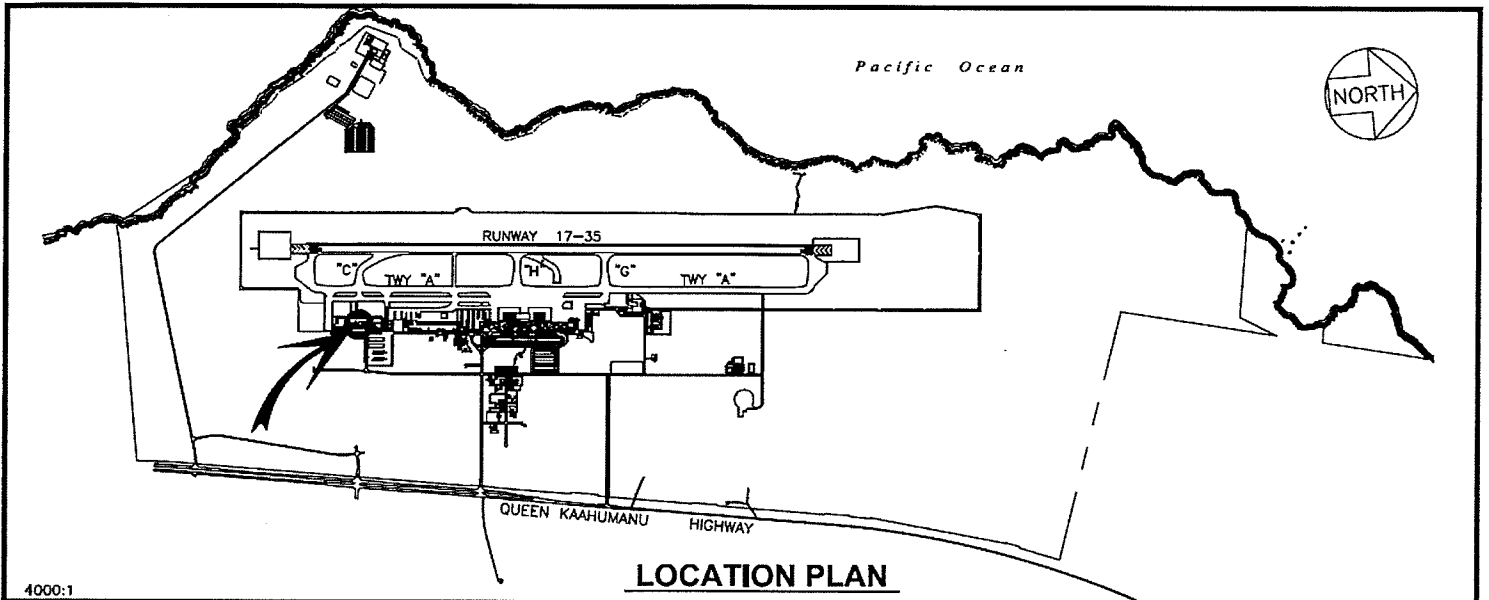 Pacific Ocean
NORTH
RUNWAY 17-35
"C"
"H"
"G"
TWY "A"
TWY "A"
QUEEN KAAHUMANU HIGHWAY
LOCATION PLAN
4000:1